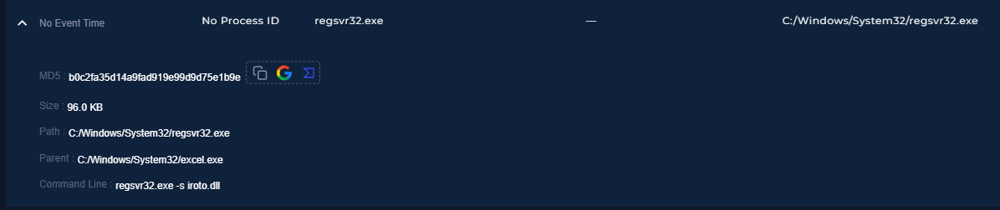 No Event Time No Process ID regsvr32.exe — C:/Windows/System32/regsvr32.exe
MD5 : b0c2fa35d14a9fad919e99d9d75e1b9e
Size : 96.0 KB
Path : C:/Windows/System32/regsvr32.exe
Parent : C:/Windows/System32/excel.exe
Command Line : regsvr32.exe -s iroto.dll